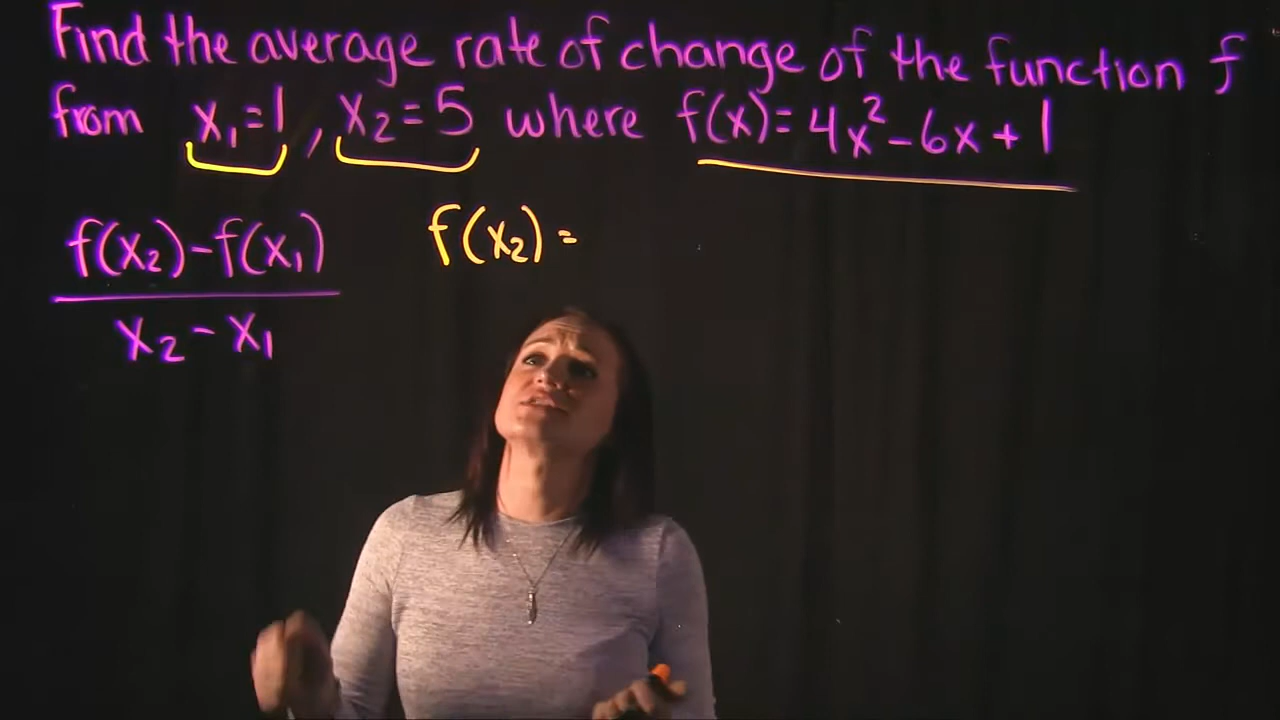 Find the average rate of change of the function f
from x₁=1, x₂=5 where f(x)=4x²-6x+1
f(x₂)-f(x₁) f(x₂)=
x₂-x₁